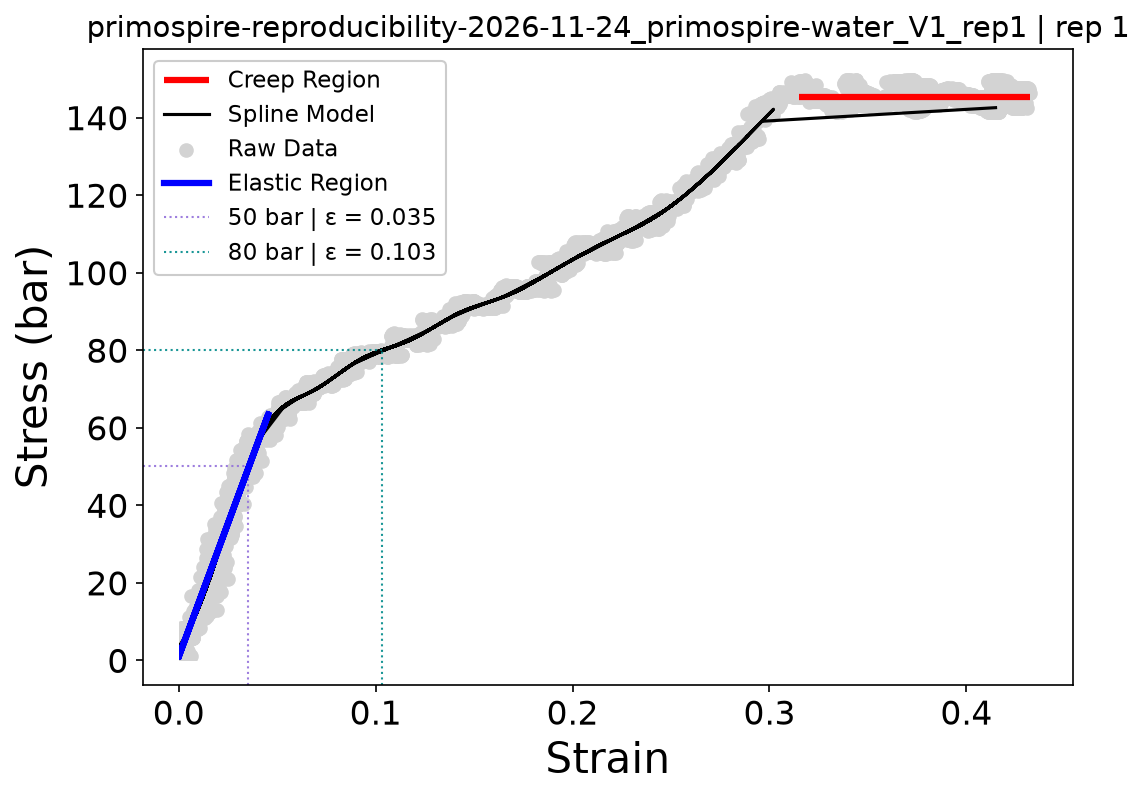 primospire-reproducibility-2026-11-24_primospire-water_V1_rep1 | rep 1
Creep Region
Spline Model
Raw Data
Elastic Region
50 bar | ε = 0.035
80 bar | ε = 0.103
140
120
100
80
60
40
20
0
Stress (bar)
0.0 0.1 0.2 0.3 0.4
Strain